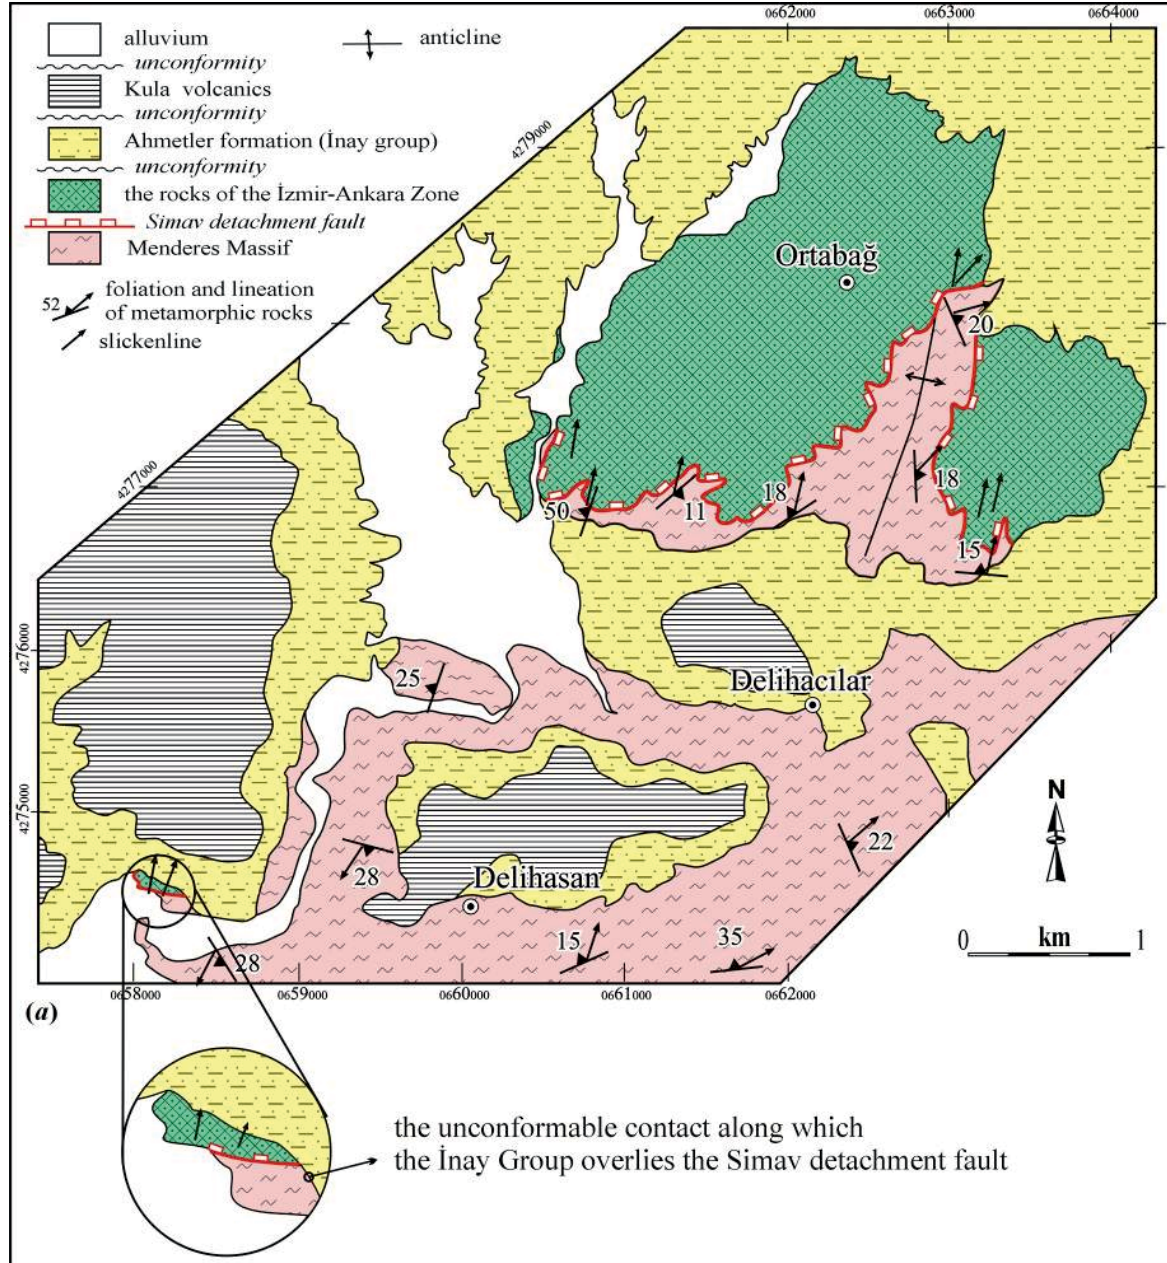 0662000 0663000 0664000
alluvium
unconformity
Kula volcanics
unconformity
Ahmetler formation (İnay group)
unconformity
the rocks of the İzmir-Ankara Zone
Simav detachment fault
Menderes Massif
52 foliation and lineation
of metamorphic rocks
slickenline
anticline
4279000
4277000
4276000
4275000
Ortabağ
20
18
50
11
18
15
25
Delihacılar
28
Delihasan
22
28
15
35
N
0 km 1
0658000 0659000 0660000 0661000 0662000
(a)
the unconformable contact along which
the İnay Group overlies the Simav detachment fault